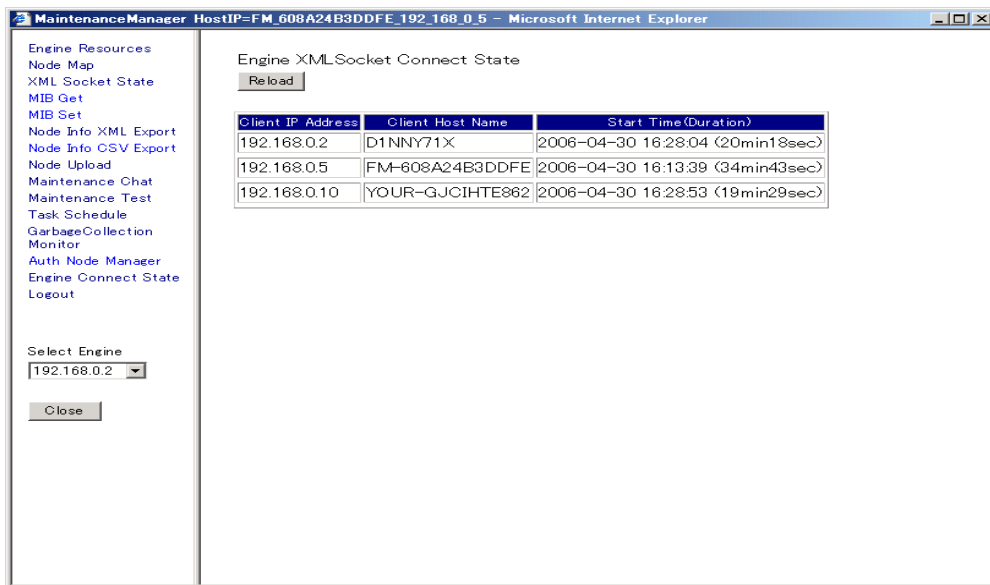 MaintenanceManager HostIP=FM_608A24B3DDFE_192_168_0_5 - Microsoft Internet Explorer
Engine Resources
Node Map
XML Socket State
MIB Get
MIB Set
Node Info XML Export
Node Info CSV Export
Node Upload
Maintenance Chat
Maintenance Test
Task Schedule
GarbageCollection
Monitor
Auth Node Manager
Engine Connect State
Logout
Select Engine
192.168.0.2
Close
Engine XMLSocket Connect State
Reload
Client IP Address Client Host Name Start Time(Duration)
192.168.0.2 D1NNY71X 2006-04-30 16:28:04 (20min18sec)
192.168.0.5 FM-608A24B3DDFE 2006-04-30 16:13:39 (34min43sec)
192.168.0.10 YOUR-GJCIHTE862 2006-04-30 16:28:53 (19min29sec)